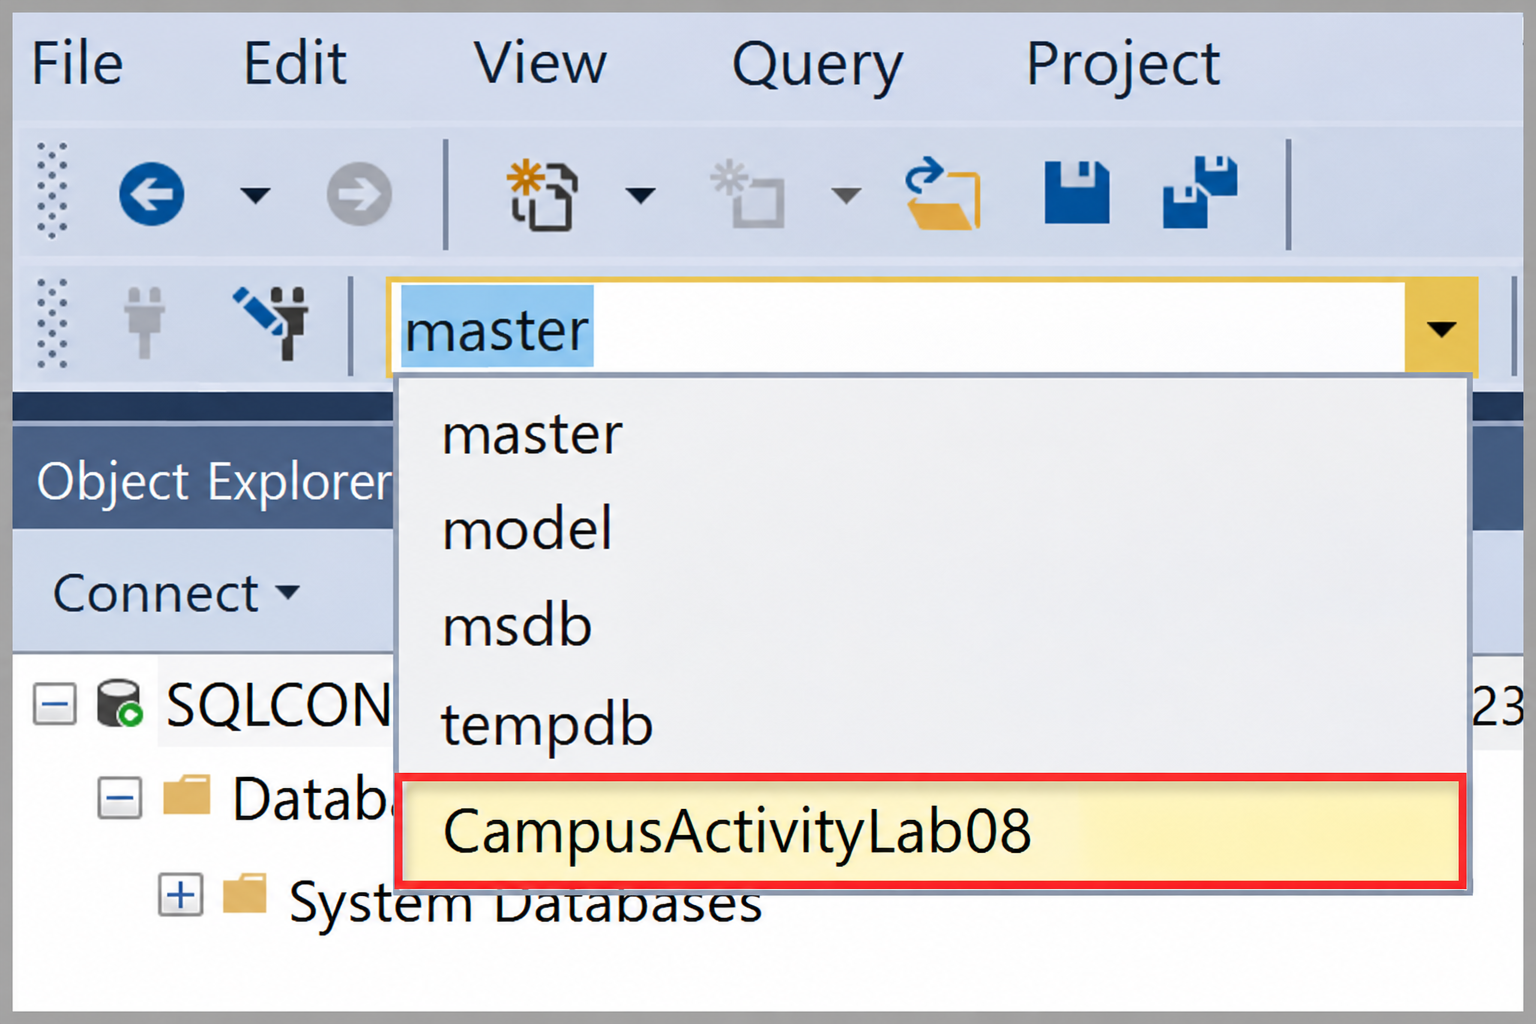 File Edit View Query Project
master
master
model
msdb
tempdb
CampusActivityLab08
Object Explorer
Connect
SQLCON 23
Datab
System Databases